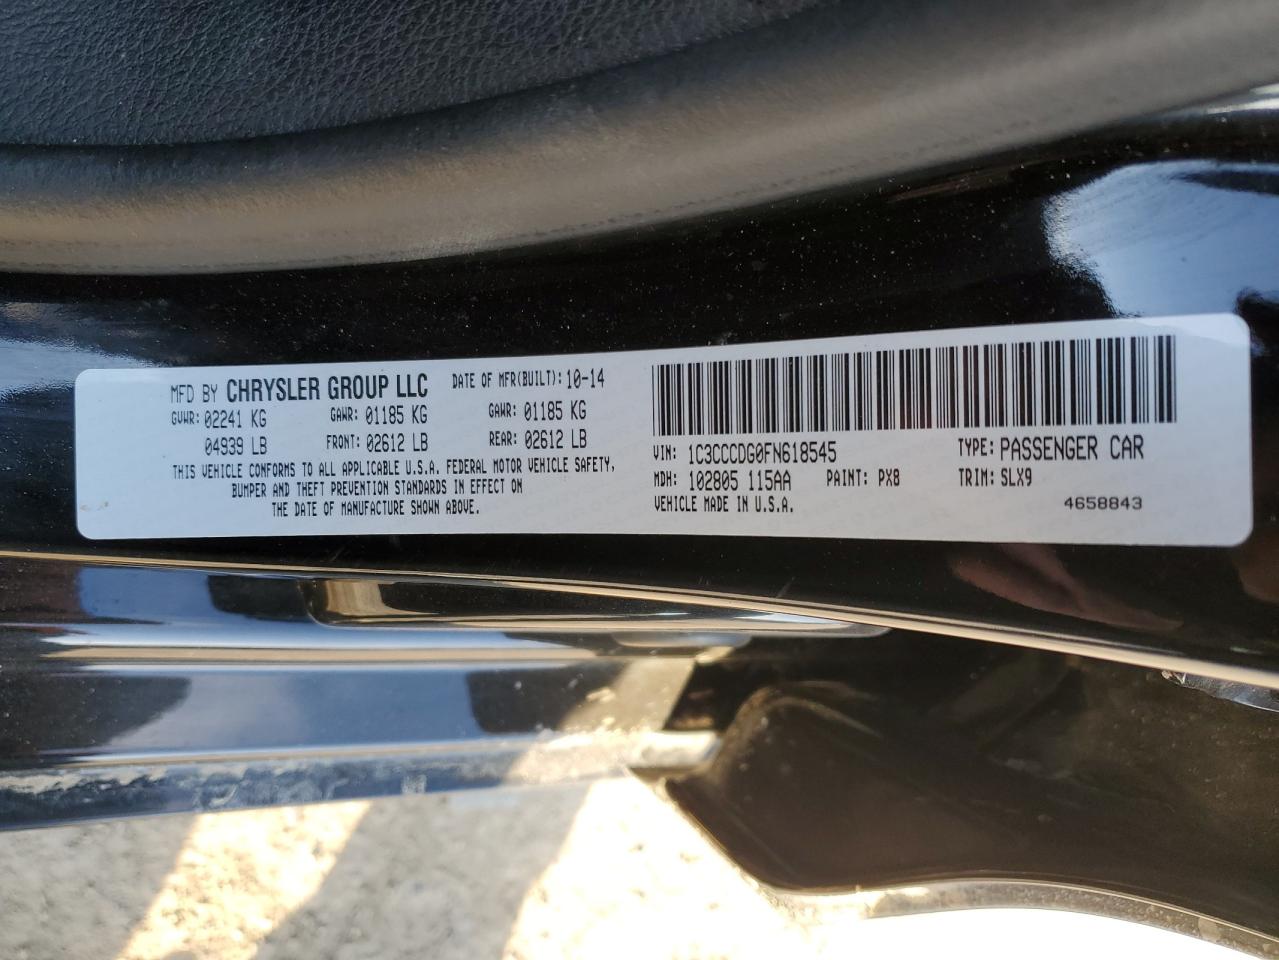 MFD BY CHRYSLER GROUP LLC DATE OF MFR(BUILT): 10-14
GVWR: 02241 KG GAWR: 01185 KG GAWR: 01185 KG
04939 LB FRONT: 02612 LB REAR: 02612 LB
THIS VEHICLE CONFORMS TO ALL APPLICABLE U.S.A. FEDERAL MOTOR VEHICLE SAFETY,
BUMPER AND THEFT PREVENTION STANDARDS IN EFFECT ON
THE DATE OF MANUFACTURE SHOWN ABOVE.
VIN: 1C3CCCDG0FN618545 TYPE: PASSENGER CAR
MDH: 102805 115AA PAINT: PX8 TRIM: SLX9
VEHICLE MADE IN U.S.A. 4658843